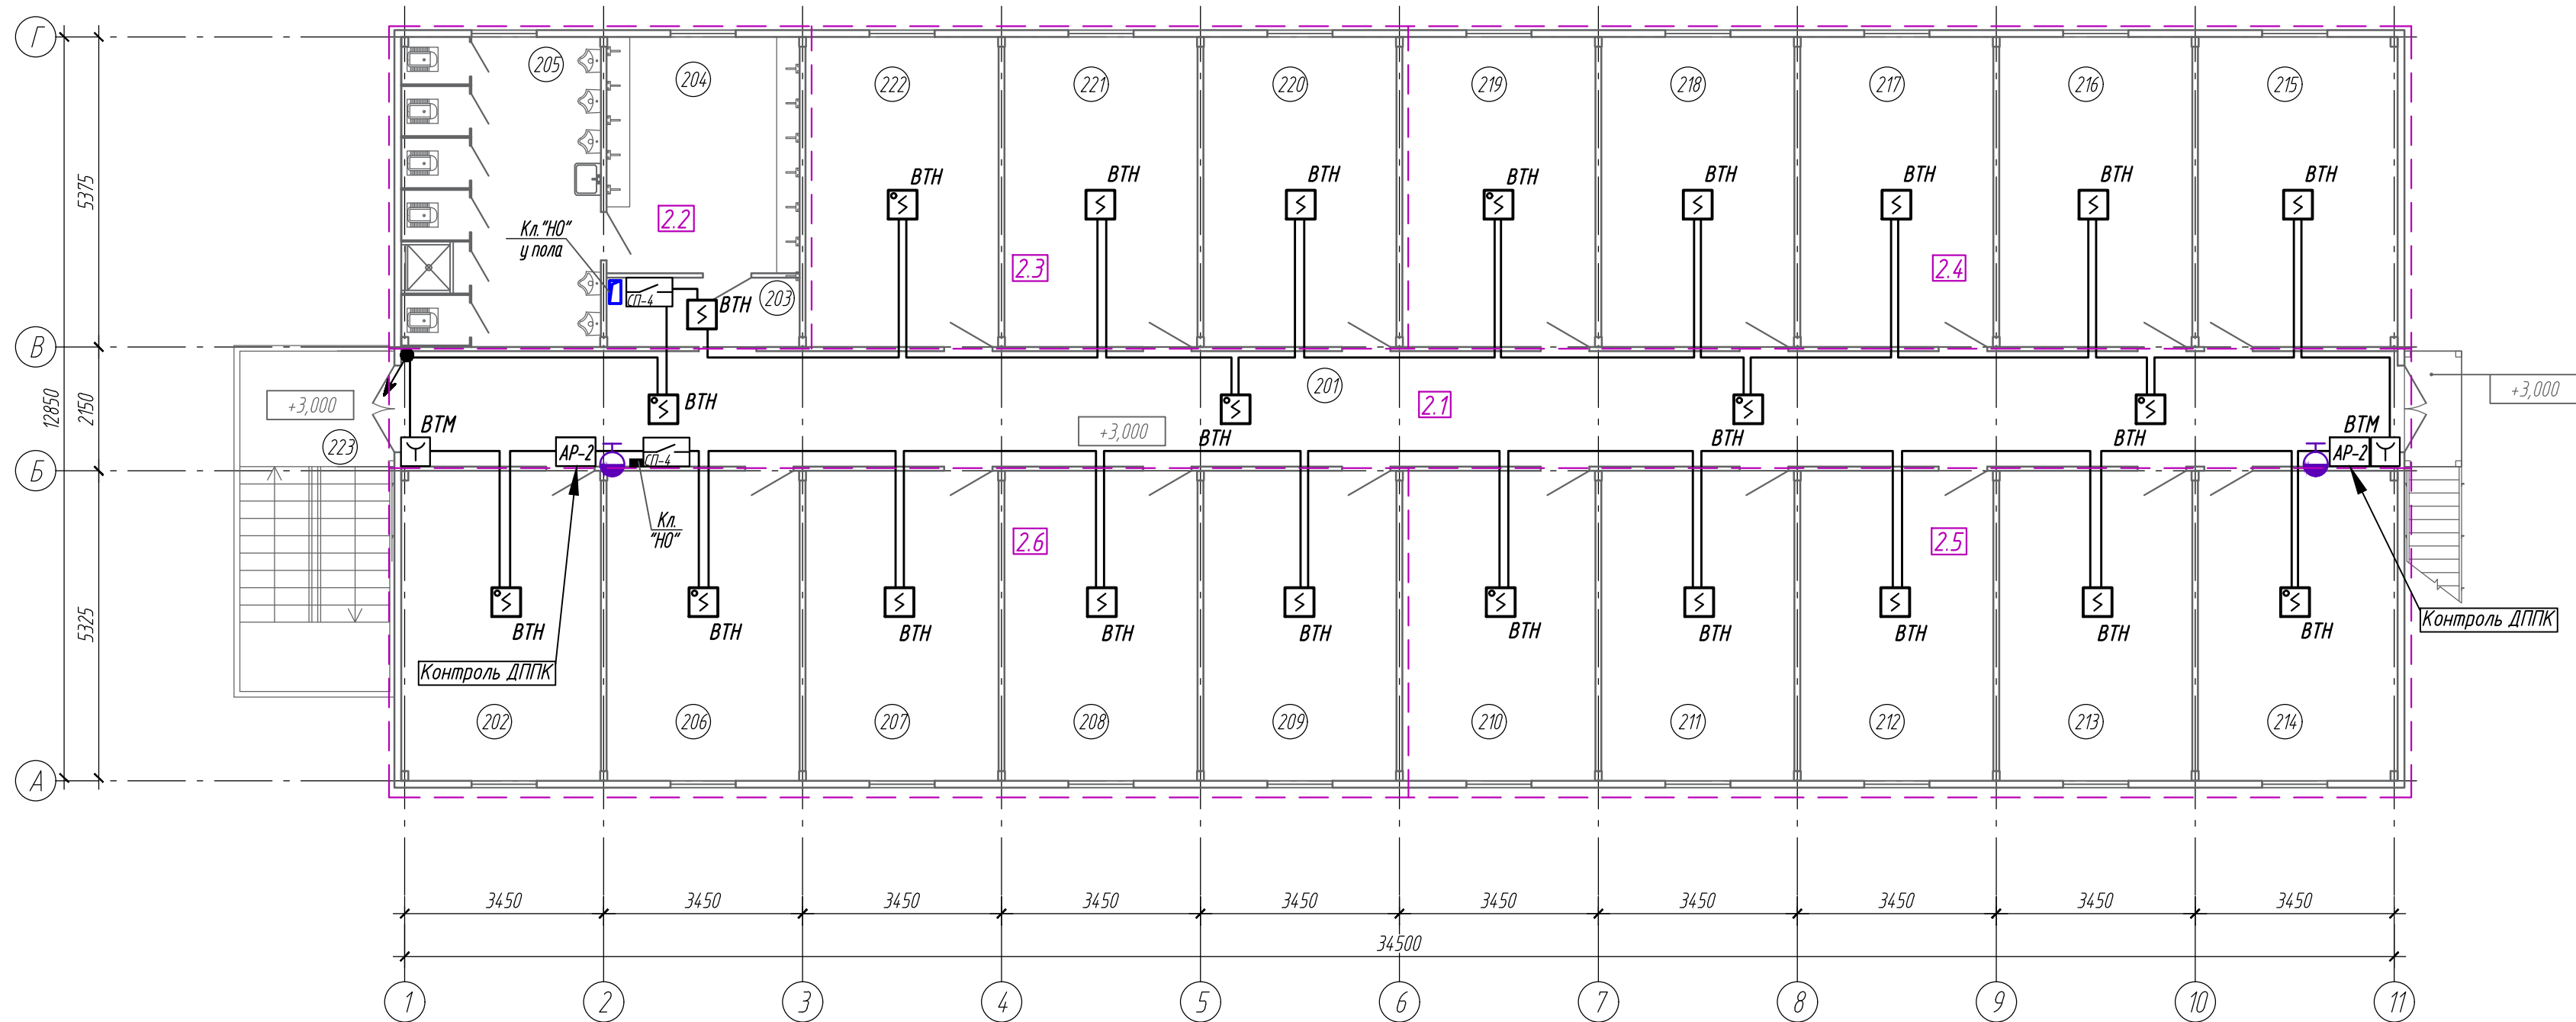 Г
205
204
222
221
220
219
218
217
216
215
5375
ВТН
ВТН
ВТН
ВТН
ВТН
ВТН
ВТН
ВТН
2.2
Кл."НО"
у пола
2.3
2.4
СП-4
ВТН
203
В
12850
2150
+3,000
201
2.1
+3,000
ВТН
ВТМ
+3,000
ВТН
ВТН
ВТН
ВТМ
223
АР-2
СП-4
АР-2
Б
Кл.
"НО"
2.6
2.5
5325
ВТН
ВТН
ВТН
ВТН
ВТН
ВТН
ВТН
ВТН
ВТН
ВТН
Контроль ДППК
Контроль ДППК
202
206
207
208
209
210
211
212
213
214
А
3450
3450
3450
3450
3450
3450
3450
3450
3450
3450
34500
1
2
3
4
5
6
7
8
9
10
11